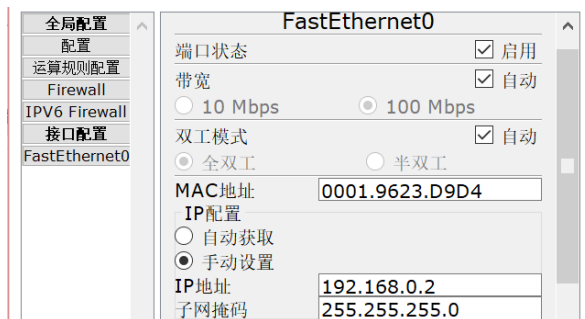 全局配置
配置
运算规则配置
Firewall
IPV6 Firewall
接口配置
FastEthernet0
FastEthernet0
端口状态 启用
带宽 自动
10 Mbps 100 Mbps
双工模式 自动
全双工 半双工
MAC地址 0001.9623.D9D4
IP配置
自动获取
手动设置
IP地址 192.168.0.2
子网掩码 255.255.255.0